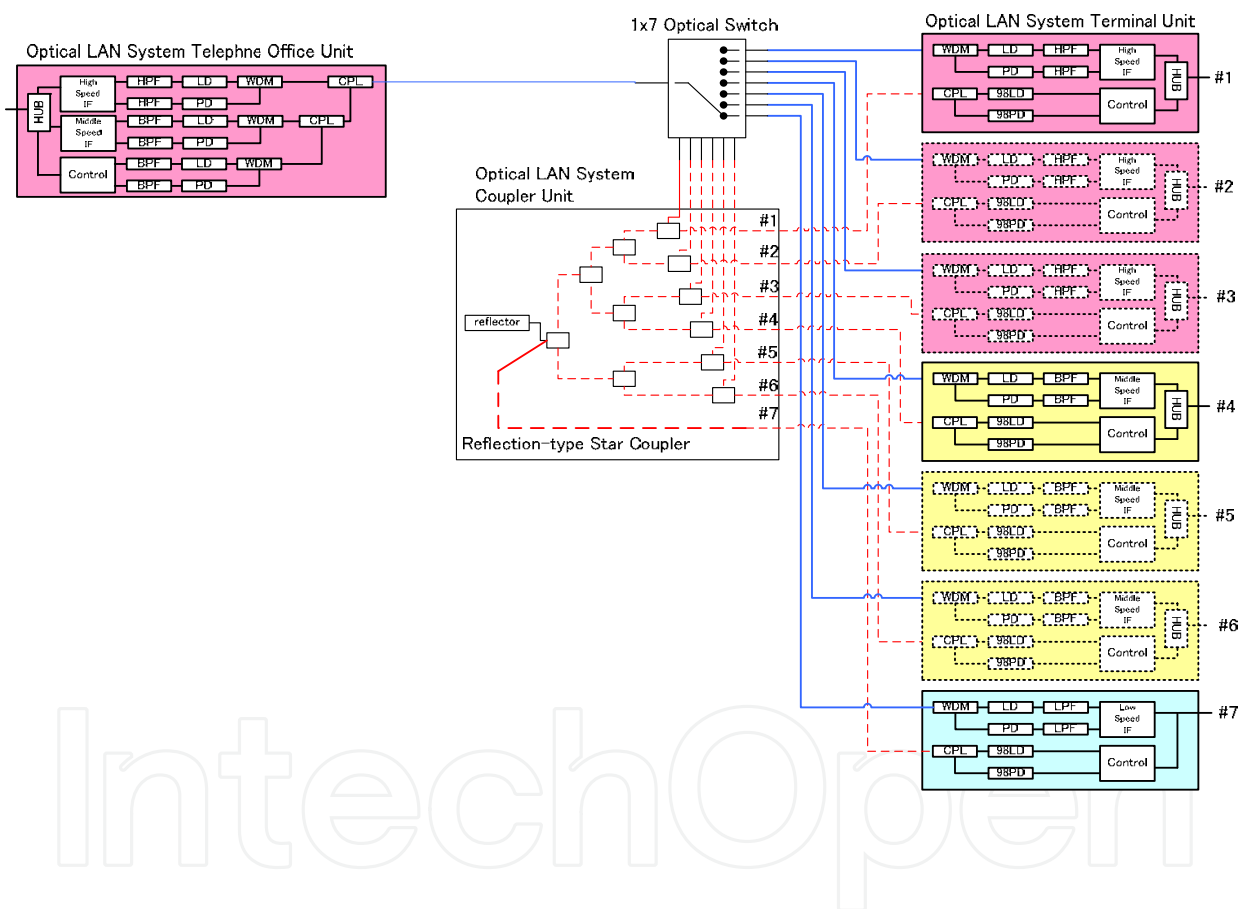 1x7 Optical Switch
Optical LAN System Terminal Unit
Optical LAN System Telephne Office Unit
HUB
High Speed IF
HPF LD WDM CPL
HPF PD
Middle Speed IF
BPF LD WDM CPL
BPF PD
Control
BPF LD WDM
BPF PD
Optical LAN System
Coupler Unit
#1
#2
#3
#4
#5
#6
#7
reflector
Reflection-type Star Coupler
WDM LD HPF High Speed IF
PD HPF
HUB #1
CPL 98LD Control
98PD
WDM LD HPF High Speed IF
PD HPF
HUB #2
CPL 98LD Control
98PD
WDM LD HPF High Speed IF
PD HPF
HUB #3
CPL 98LD Control
98PD
WDM LD BPF Middle Speed IF
PD BPF
HUB #4
CPL 98LD Control
98PD
WDM LD BPF Middle Speed IF
PD BPF
HUB #5
CPL 98LD Control
98PD
WDM LD BPF Middle Speed IF
PD BPF
HUB #6
CPL 98LD Control
98PD
WDM LD LPF Low Speed IF
#7
PD LPF
CPL 98LD Control
98PD
IntechOpen